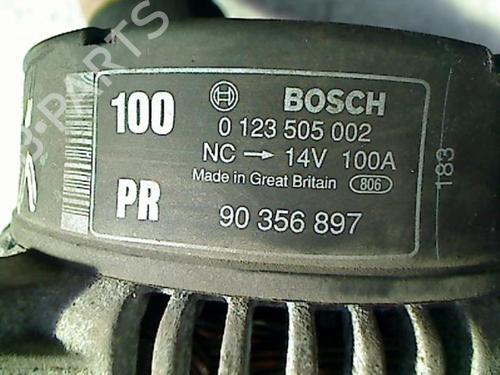 100
BOSCH
0 123 505 002
NC → 14V 100A
Made in Great Britain 806
PR
90 356 897
183